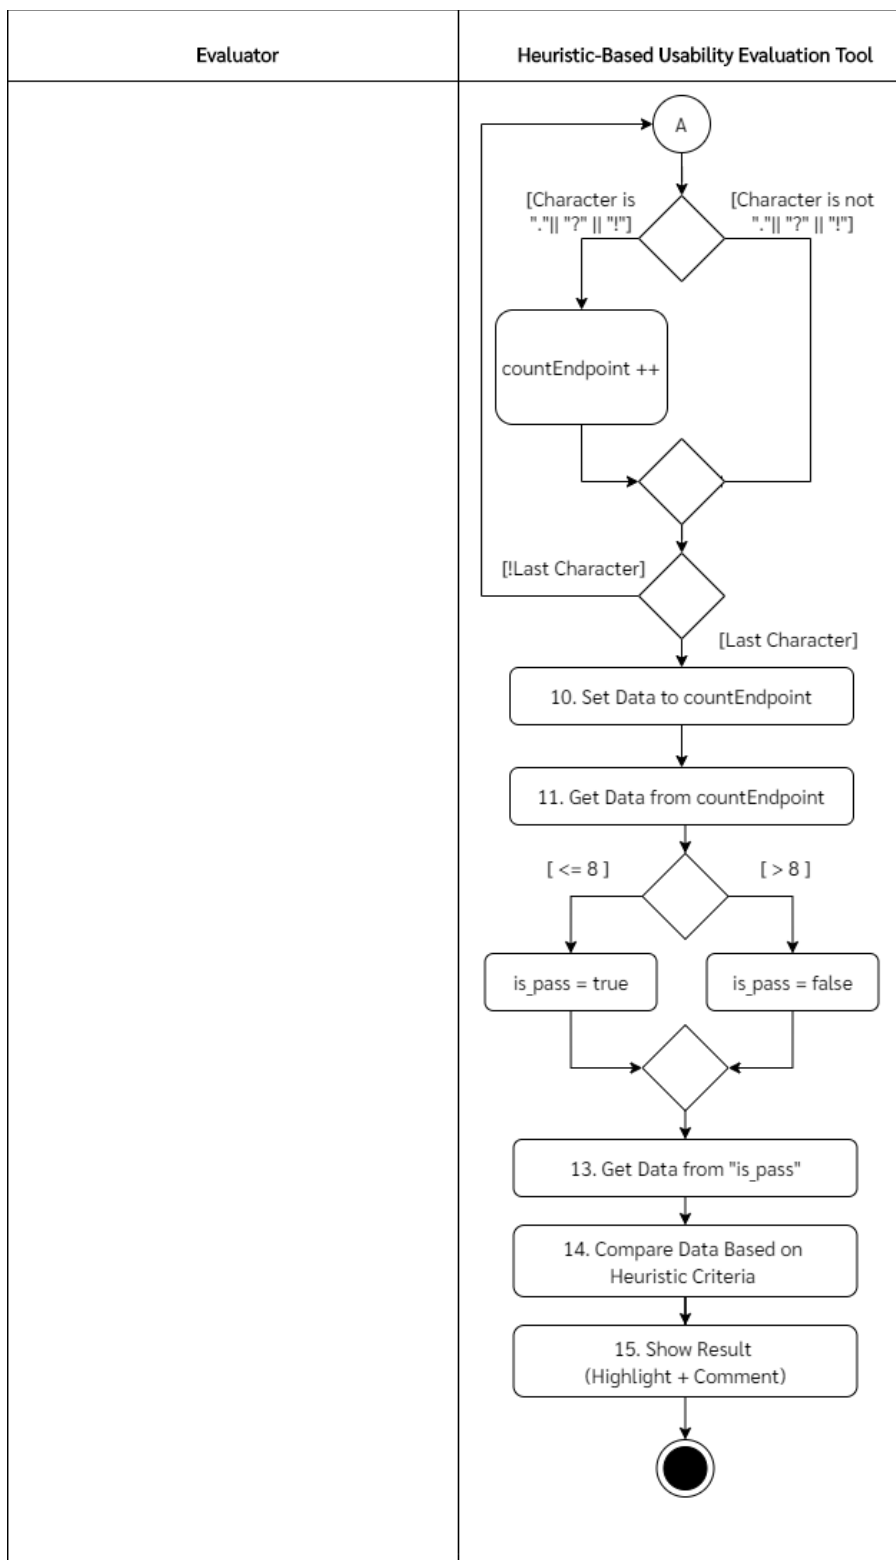 Evaluator
Heuristic-Based Usability Evaluation Tool
A
[Character is
"."|| "?" || "!"]
[Character is not
"."|| "?" || "!"]
countEndpoint ++
[!Last Character]
[Last Character]
10. Set Data to countEndpoint
11. Get Data from countEndpoint
[ <= 8 ]
[ > 8 ]
is_pass = true
is_pass = false
13. Get Data from "is_pass"
14. Compare Data Based on
Heuristic Criteria
15. Show Result
(Highlight + Comment)